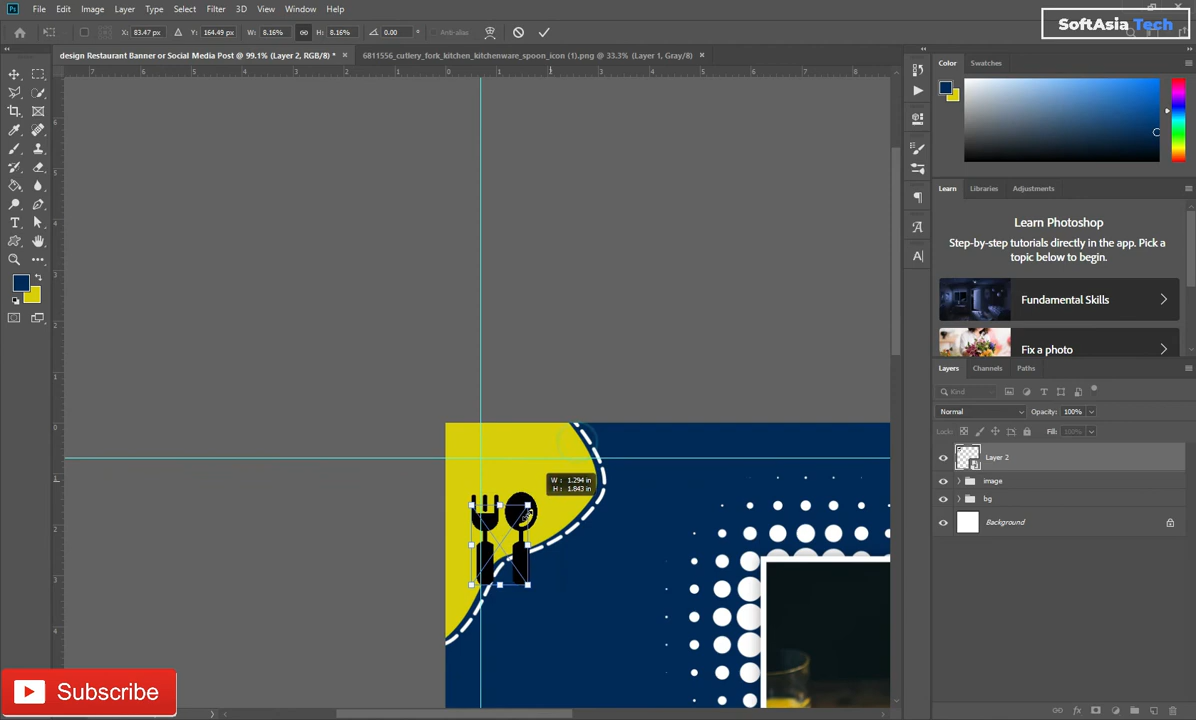 File Edit Image Layer Type Select Filter 3D View Window Help
SoftAsia Tech
X: 83.47 px Y: 164.49 px W: 8.16% H: 8.16% 0.00 Anti-alias
design Restaurant Banner or Social Media Post @ 99.1% (Layer 2, RGB/8) *
6811556_cutlery_fork_kitchen_kitchenware_spoon_icon (1).png @ 33.3% (Layer 1, Gray/8)
Color Swatches
Learn Libraries Adjustments
Learn Photoshop
Step-by-step tutorials directly in the app. Pick a
topic below to begin.
Fundamental Skills
Fix a photo
Layers Channels Paths
Kind
Normal Opacity: 100%
Lock: Fill: 100%
Layer 2
image
bg
Background
W: 1.294 in
H: 1.843 in
Subscribe